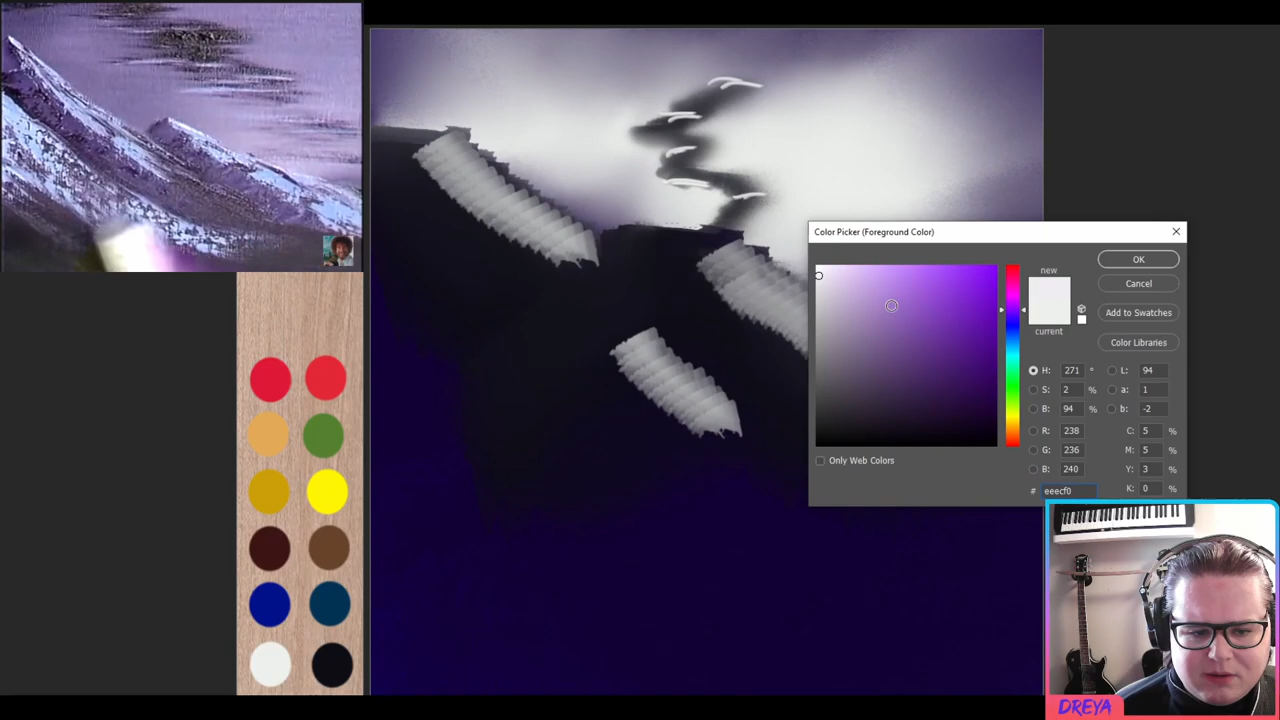 Color Picker (Foreground Color)
new
current
OK
Cancel
Add to Swatches
Color Libraries
H: 271 °
S: 2 %
B: 94 %
R: 238
G: 236
B: 240
# eeecf0
L: 94
a: 1
b: -2
C: 5 %
M: 5 %
Y: 3 %
K: 0 %
Only Web Colors
DREYA